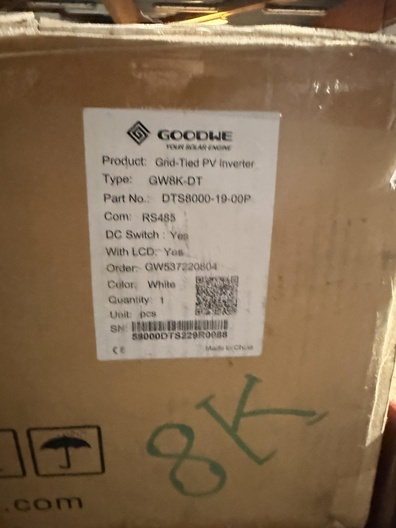 GOODWE
YOUR SOLAR ENGINE
Product: Grid-Tied PV Inverter
Type: GW8K-DT
Part No.: DTS8000-19-00P
Com: RS485
DC Switch : Yes
With LCD: Yes
Order: GW537220804
Color: White
Quantity: 1
Unit: pcs
SN:
58000DTS229R0088
CE Made in China
8K
.com